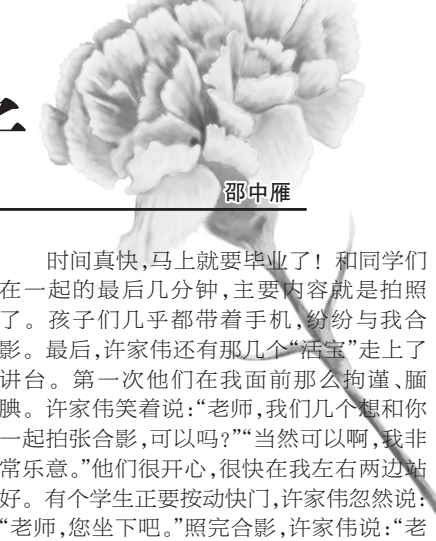 邵中雁
时间真快，马上就要毕业了！和同学们
在一起的最后几分钟，主要内容就是拍照
了。孩子们几乎都带着手机，纷纷与我合
影。最后，许家伟还有那几个“活宝”走上了
讲台。第一次他们在我面前那么拘谨、腼
腆。许家伟笑着说：“老师，我们几个想和你
一起拍张合影，可以吗？”“当然可以啊，我非
常乐意。”他们很开心，很快在我左右两边站
好。有个学生正要按动快门，许家伟忽然说：
“老师，您坐下吧。”照完合影，许家伟说：“老